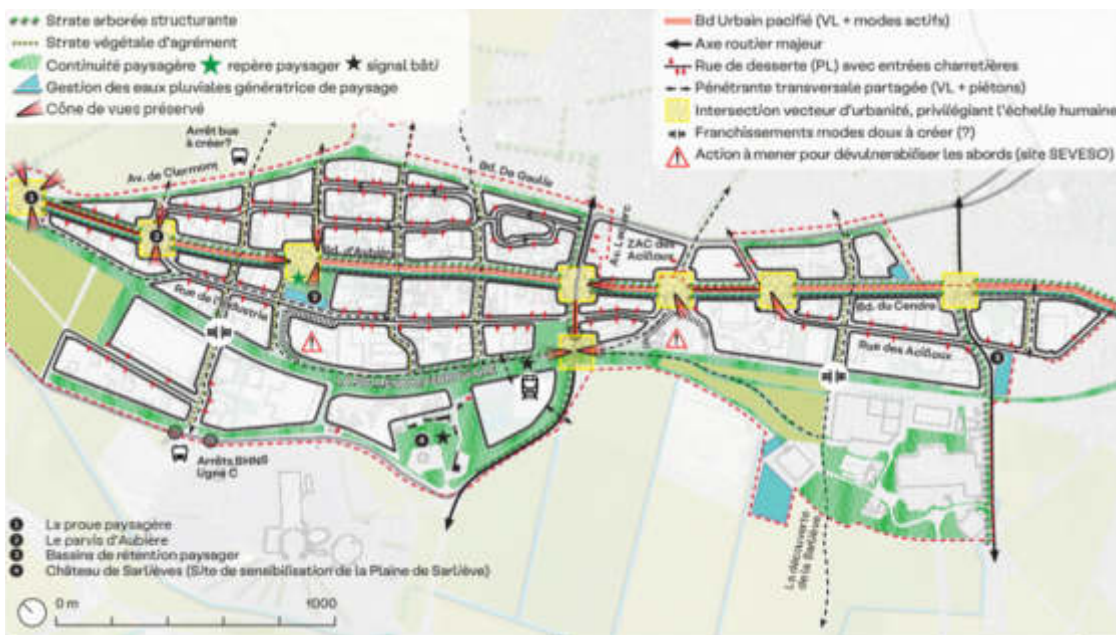 Strate arborée structurante
Strate végétale d'agrément
Continuité paysagère
repère paysager
signal bâti
Gestion des eaux pluviales génératrice de paysage
Cône de vues préservé
Bd Urbain pacifié (VL + modes actifs)
Axe routier majeur
Rue de desserte (PL) avec entrées charretières
Pénétrante transversale partagée (VL + piétons)
Intersection vecteur d'urbanité, privilégiant l'échelle humaine
Franchissements modes doux à créer (?)
Action à mener pour dévulnerabiliser les abords (site SEVESO)
Arrêt bus
à créer?
Av. de Clermont
Bd. De Gaulle
ZAC des
Acilloux
Bd. d'Aubière
Rue de l'Industrie
Bd. du Cendre
Rue des Acilloux
Arrêts BHNS
Ligne C
La découverte
de la Sarliève
1 La proue paysagère
2 Le parvis d'Aubière
3 Bassins de rétention paysager
4 Château de Sarlièves (Site de sensibilisation de la Plaine de Sarliève)
0 m 1000